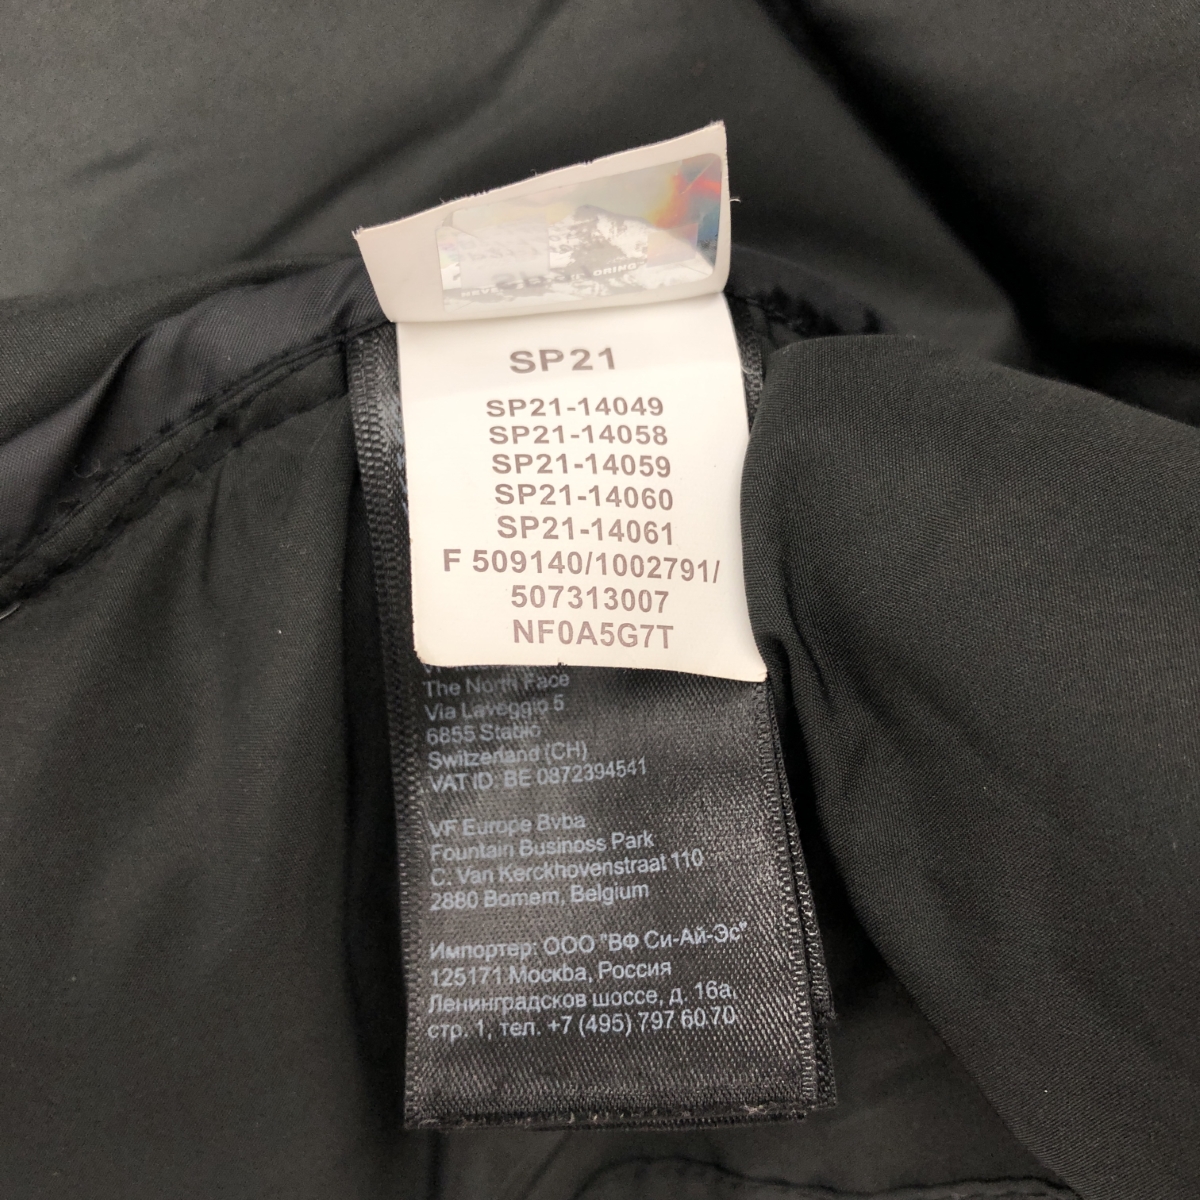 SP21
SP21-14049
SP21-14058
SP21-14059
SP21-14060
SP21-14061
F 509140/1002791/
507313007
NF0A5G7T
The North Face
Via Laveggio 5
6855 Stabio
Switzerland (CH)
VAT ID: BE 0872394541
VF Europe Bvba
Fountain Business Park
C. Van Kerckhovenstraat 110
2880 Bornem, Belgium
Импортер: ООО "ВФ Си-Ай-Эс"
125171 Москва, Россия
Ленинградское шоссе, д. 16а,
стр. 1, тел. +7 (495) 797 60 70